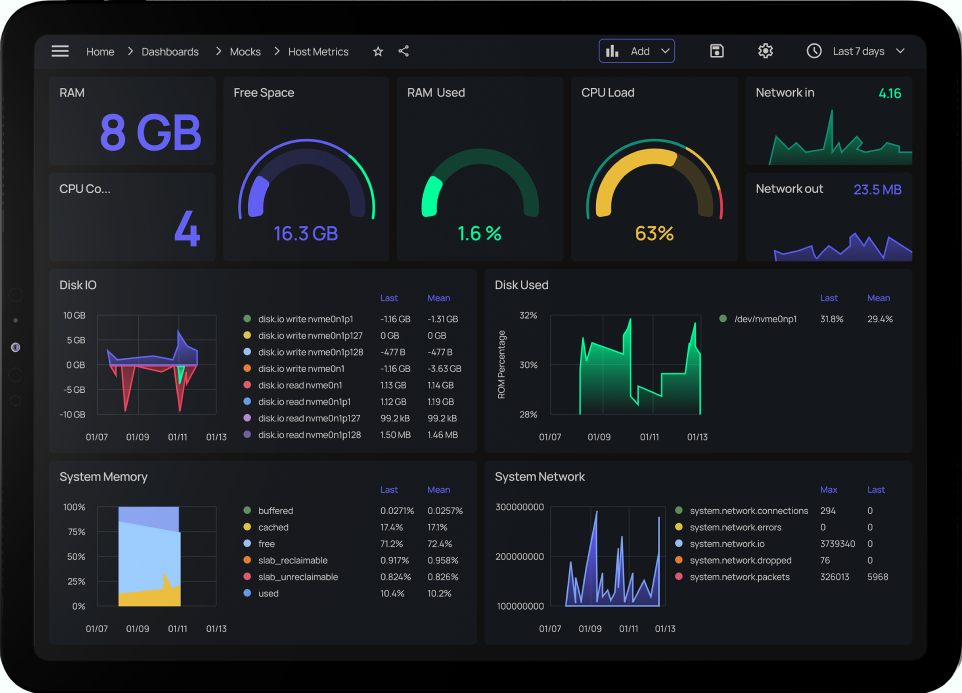 Home > Dashboards > Mocks > Host Metrics
Add
Last 7 days
RAM
8 GB
CPU Co...
4
Free Space
16.3 GB
RAM Used
1.6 %
CPU Load
63%
Network in
4.16
Network out
23.5 MB
Disk IO
Last Mean
10 GB
5 GB
0 GB
-5 GB
-10 GB
01/07 01/09 01/11 01/13
disk.io write nvme0n1p1 -1.16 GB -1.31 GB
disk.io write nvme0n1p127 0 GB 0 GB
disk.io write nvme0n1p128 -477 B -477 B
disk.io write nvme0n1 -1.16 GB -3.63 GB
disk.io read nvme0n1 1.13 GB 1.14 GB
disk.io read nvme0n1p1 1.12 GB 1.19 GB
disk.io read nvme0n1p127 99.2 kB 99.2 kB
disk.io read nvme0n1p128 1.50 MB 1.46 MB
Disk Used
Last Mean
ROM Percentage
32%
30%
28%
01/07 01/09 01/11 01/13
/dev/nvme0np1 31.8% 29.4%
System Memory
Last Mean
100%
75%
50%
25%
0%
01/07 01/09 01/11 01/13
buffered 0.0271% 0.0257%
cached 17.4% 17.1%
free 71.2% 72.4%
slab_reclaimable 0.917% 0.958%
slab_unreclaimable 0.824% 0.826%
used 10.4% 10.2%
System Network
Max Last
300000000
200000000
100000000
01/07 01/09 01/11 01/13
system.network.connections 294 0
system.network.errors 0 0
system.network.io 3739340 0
system.network.dropped 76 0
system.network.packets 326013 5968